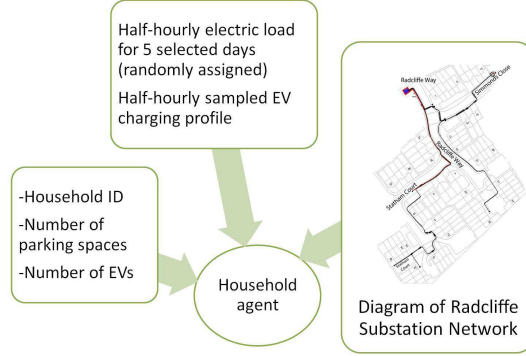 Half-hourly electric load
for 5 selected days
(randomly assigned)
Half-hourly sampled EV
charging profile
-Household ID
-Number of
parking spaces
-Number of EVs
Household
agent
Radcliffe Way
Simmonds Close
Radcliffe Way
Statham Court
Diagram of Radcliffe
Substation Network